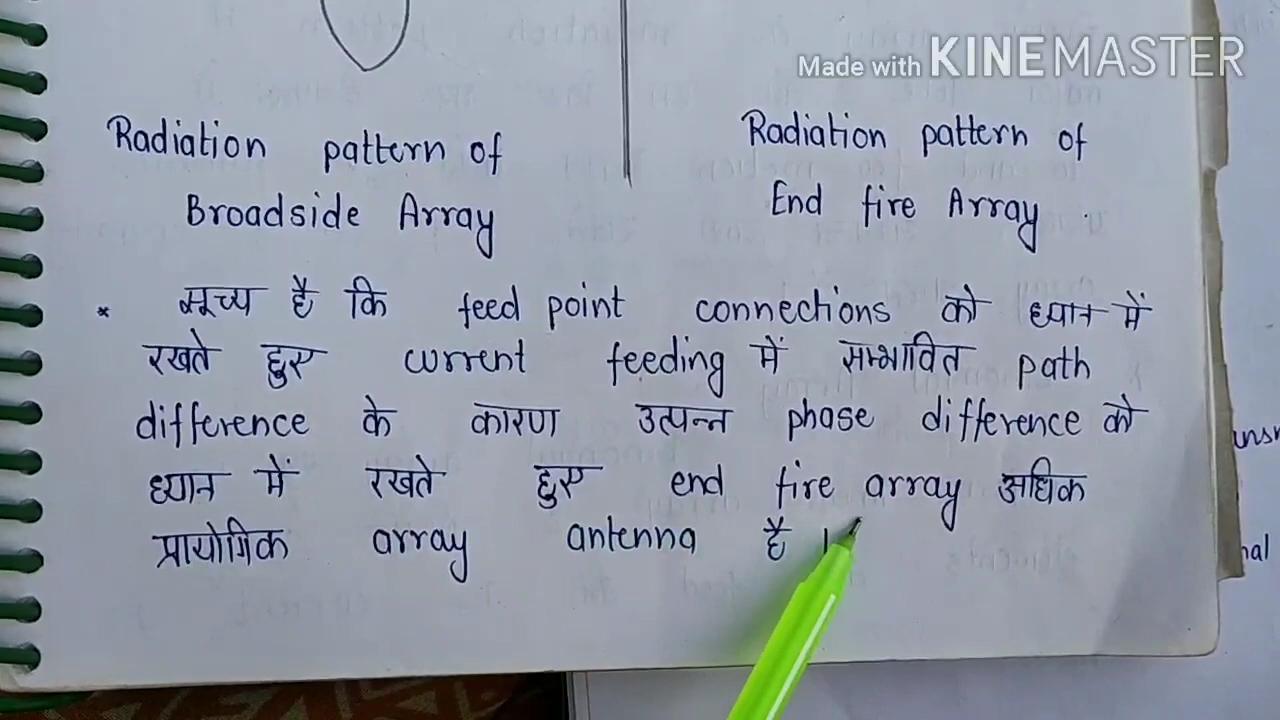 Made with KINEMASTER
Radiation pattern of
Broadside Array
Radiation pattern of
End fire Array .
* सूच्य है कि feed point connections को ध्यान में
रखते हुए current feeding में सम्भावित path
difference के कारण उत्पन्न phase difference को
ध्यान में रखते हुए end fire array अधिक
प्रायोगिक array antenna है ।